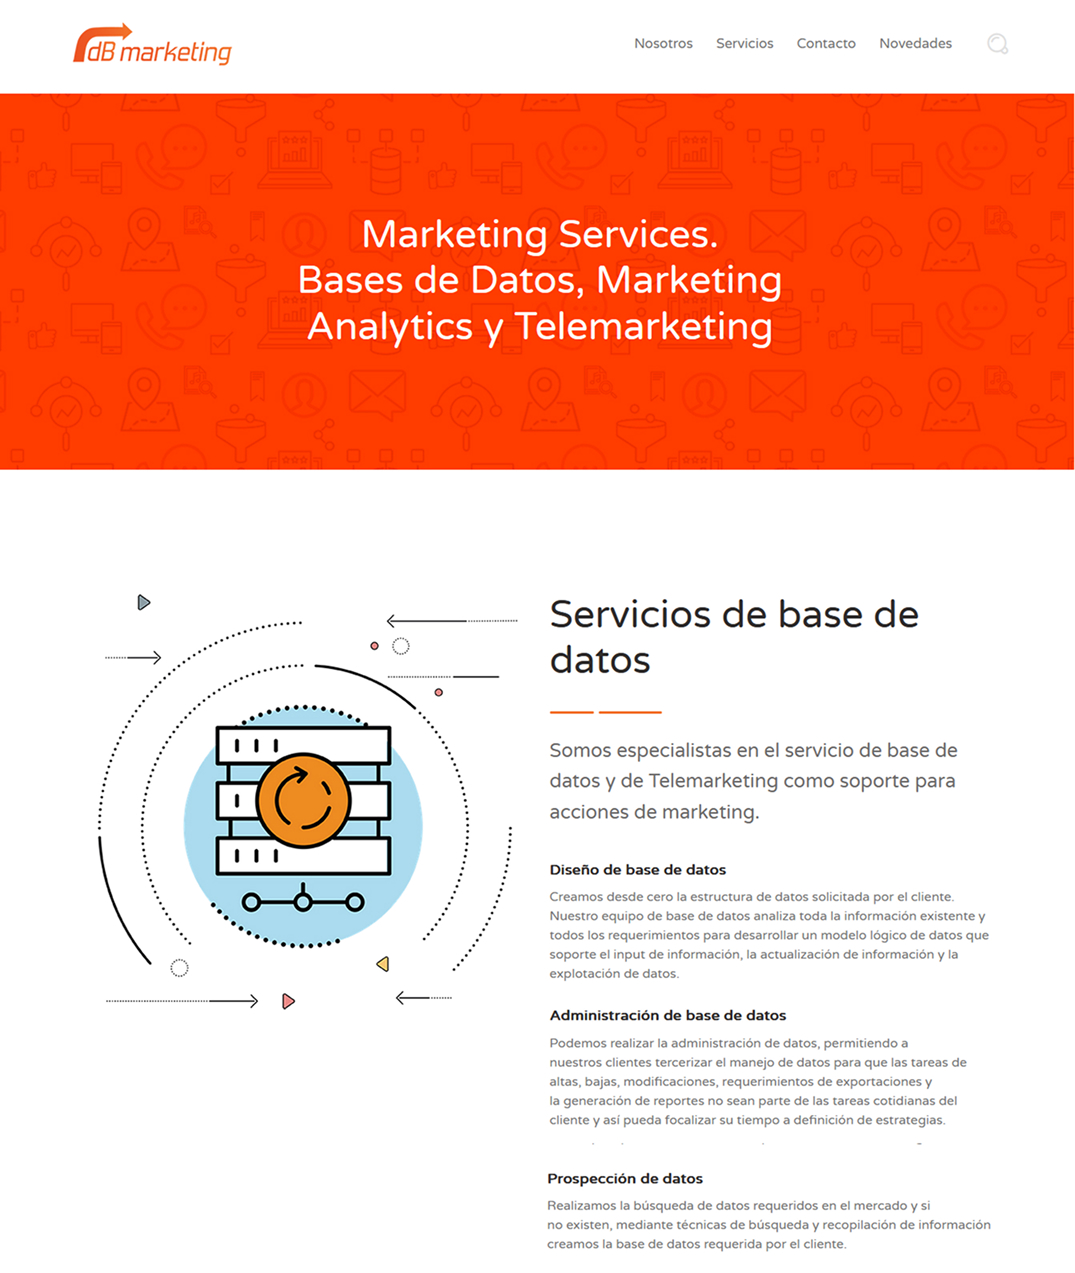 dB marketing
Nosotros Servicios Contacto Novedades
Marketing Services.
Bases de Datos, Marketing
Analytics y Telemarketing
Servicios de base de
datos
Somos especialistas en el servicio de base de
datos y de Telemarketing como soporte para
acciones de marketing.
Diseño de base de datos
Creamos desde cero la estructura de datos solicitada por el cliente.
Nuestro equipo de base de datos analiza toda la información existente y
todos los requerimientos para desarrollar un modelo lógico de datos que
soporte el input de información, la actualización de información y la
explotación de datos.
Administración de base de datos
Podemos realizar la administración de datos, permitiendo a
nuestros clientes tercerizar el manejo de datos para que las tareas de
altas, bajas, modificaciones, requerimientos de exportaciones y
la generación de reportes no sean parte de las tareas cotidianas del
cliente y así pueda focalizar su tiempo a definición de estrategias.
Prospección de datos
Realizamos la búsqueda de datos requeridos en el mercado y si
no existen, mediante técnicas de búsqueda y recopilación de información
creamos la base de datos requerida por el cliente.